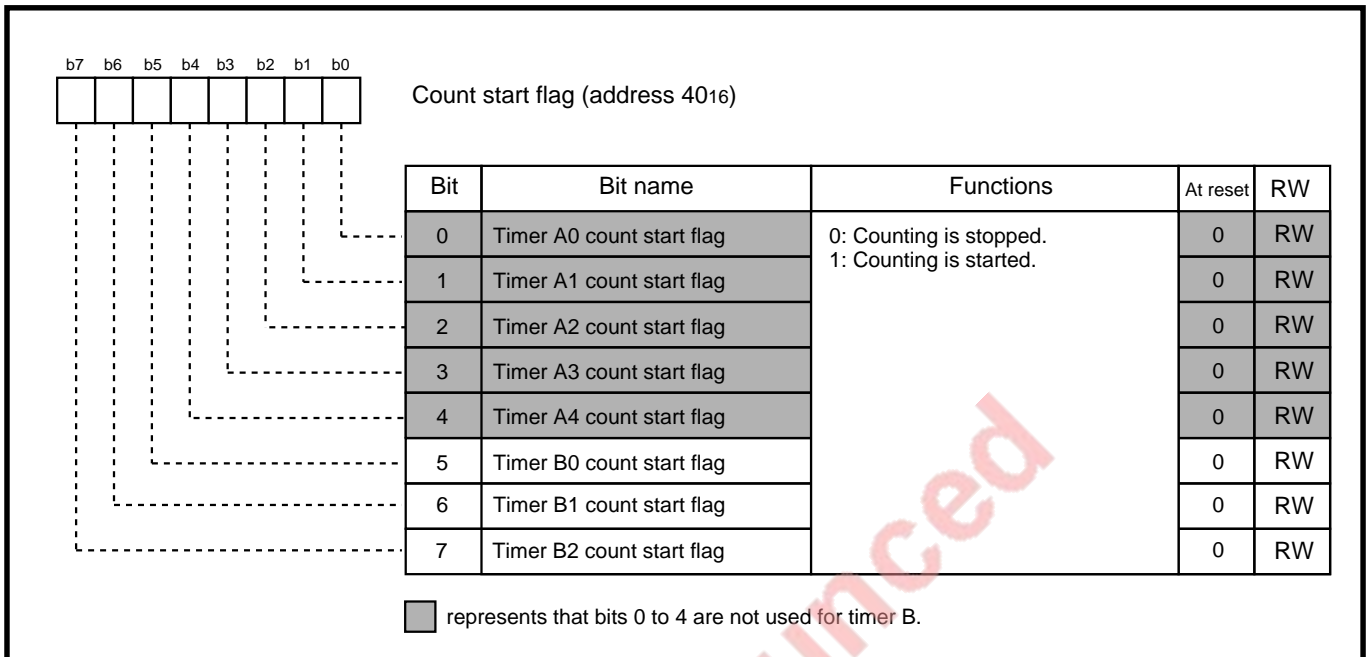 b7 b6 b5 b4 b3 b2 b1 b0
Count start flag (address 4016)
Bit Bit name Functions At reset RW
0 Timer A0 count start flag 0: Counting is stopped. 0 RW
1: Counting is started.
1 Timer A1 count start flag 0 RW
2 Timer A2 count start flag 0 RW
3 Timer A3 count start flag 0 RW
4 Timer A4 count start flag 0 RW
5 Timer B0 count start flag 0 RW
6 Timer B1 count start flag 0 RW
7 Timer B2 count start flag 0 RW
represents that bits 0 to 4 are not used for timer B.